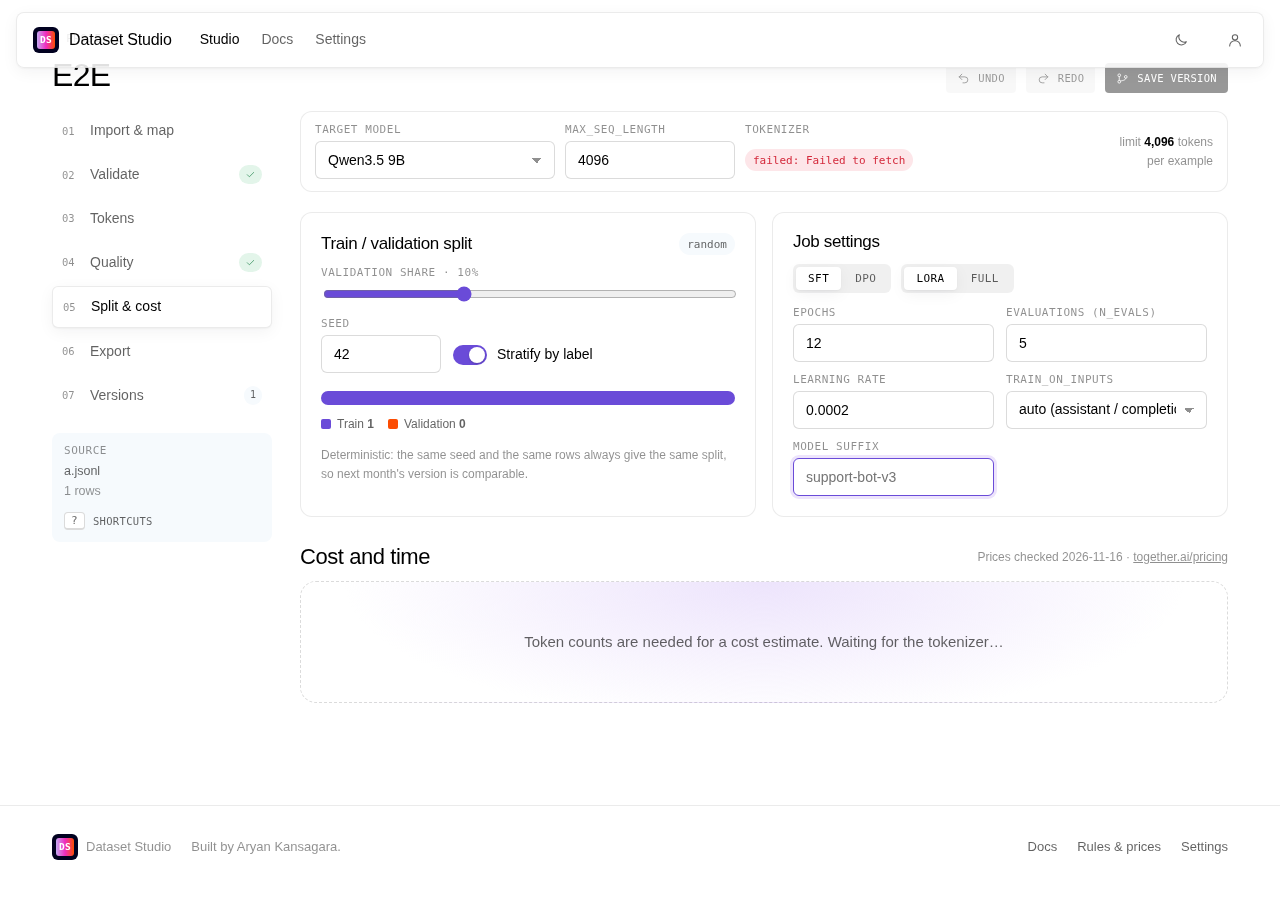 DS Dataset Studio Studio Docs Settings
E2E
UNDO REDO SAVE VERSION
01 Import & map
02 Validate
03 Tokens
04 Quality
05 Split & cost
06 Export
07 Versions 1
SOURCE
a.jsonl
1 rows
? SHORTCUTS
TARGET MODEL
Qwen3.5 9B
MAX_SEQ_LENGTH
4096
TOKENIZER
failed: Failed to fetch
limit 4,096 tokens
per example
Train / validation split random
VALIDATION SHARE · 10%
SEED
42 Stratify by label
Train 1 Validation 0
Deterministic: the same seed and the same rows always give the same split,
so next month's version is comparable.
Job settings
SFT DPO LORA FULL
EPOCHS EVALUATIONS (N_EVALS)
12 5
LEARNING RATE TRAIN_ON_INPUTS
0.0002 auto (assistant / completi
MODEL SUFFIX
support-bot-v3
Cost and time Prices checked 2026-11-16 · together.ai/pricing
Token counts are needed for a cost estimate. Waiting for the tokenizer…
DS Dataset Studio Built by Aryan Kansagara. Docs Rules & prices Settings